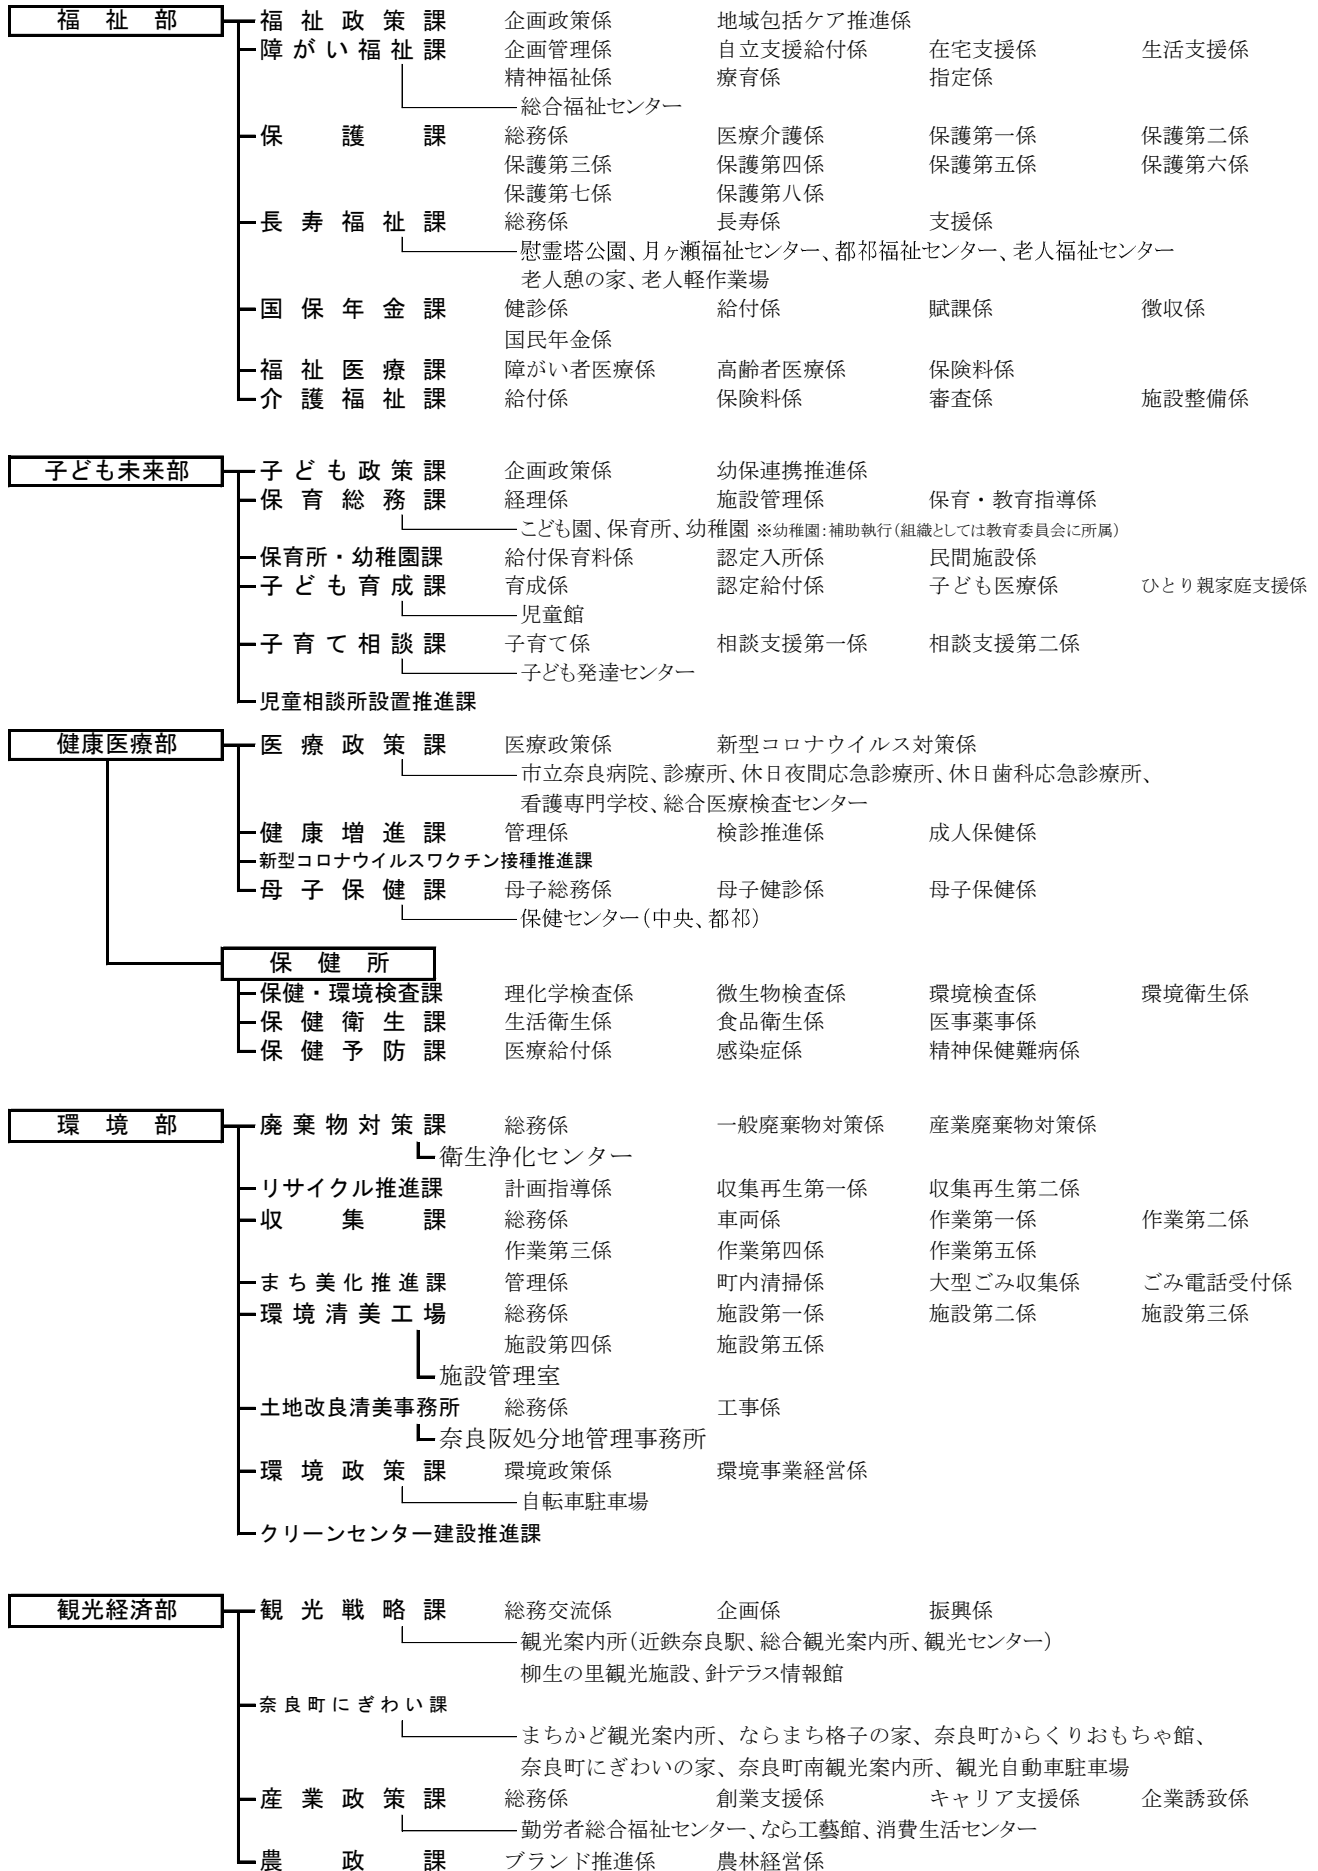 福祉部 福祉政策課 企画政策係 地域包括ケア推進係
障がい福祉課 企画管理係 自立支援給付係 在宅支援係 生活支援係
精神福祉係 療育係 指定係
総合福祉センター
保護課 総務係 医療介護係 保護第一係 保護第二係
保護第三係 保護第四係 保護第五係 保護第六係
保護第七係 保護第八係
長寿福祉課 総務係 長寿係 支援係
慰霊塔公園、月ヶ瀬福祉センター、都祁福祉センター、老人福祉センター
老人憩の家、老人軽作業場
国保年金課 健診係 給付係 賦課係 徴収係
国民年金係
福祉医療課 障がい者医療係 高齢者医療係 保険料係
介護福祉課 給付係 保険料係 審査係 施設整備係
子ども未来部 子ども政策課 企画政策係 幼保連携推進係
保育総務課 経理係 施設管理係 保育・教育指導係
こども園、保育所、幼稚園 ※幼稚園:補助執行(組織としては教育委員会に所属)
保育所・幼稚園課 給付保育料係 認定入所係 民間施設係
子ども育成課 育成係 認定給付係 子ども医療係 ひとり親家庭支援係
児童館
子育て相談課 子育て係 相談支援第一係 相談支援第二係
子ども発達センター
児童相談所設置推進課
健康医療部 医療政策課 医療政策係 新型コロナウイルス対策係
市立奈良病院、診療所、休日夜間応急診療所、休日歯科応急診療所、
看護専門学校、総合医療検査センター
健康増進課 管理係 検診推進係 成人保健係
新型コロナウイルスワクチン接種推進課
母子保健課 母子総務係 母子健診係 母子保健係
保健センター(中央、都祁)
保健所
保健・環境検査課 理化学検査係 微生物検査係 環境検査係 環境衛生係
保健衛生課 生活衛生係 食品衛生係 医事薬事係
保健予防課 医療給付係 感染症係 精神保健難病係
環境部 廃棄物対策課 総務係 一般廃棄物対策係 産業廃棄物対策係
衛生浄化センター
リサイクル推進課 計画指導係 収集再生第一係 収集再生第二係
収集課 総務係 車両係 作業第一係 作業第二係
作業第三係 作業第四係 作業第五係
まち美化推進課 管理係 町内清掃係 大型ごみ収集係 ごみ電話受付係
環境清美工場 総務係 施設第一係 施設第二係 施設第三係
施設第四係 施設第五係
施設管理室
土地改良清美事務所 総務係 工事係
奈良阪処分地管理事務所
環境政策課 環境政策係 環境事業経営係
自転車駐車場
クリーンセンター建設推進課
観光経済部 観光戦略課 総務交流係 企画係 振興係
観光案内所(近鉄奈良駅、総合観光案内所、観光センター)
柳生の里観光施設、針テラス情報館
奈良町にぎわい課
まちかど観光案内所、ならまち格子の家、奈良町からくりおもちゃ館、
奈良町にぎわいの家、奈良町南観光案内所、観光自動車駐車場
産業政策課 総務係 創業支援係 キャリア支援係 企業誘致係
勤労者総合福祉センター、なら工藝館、消費生活センター
農政課 ブランド推進係 農林経営係